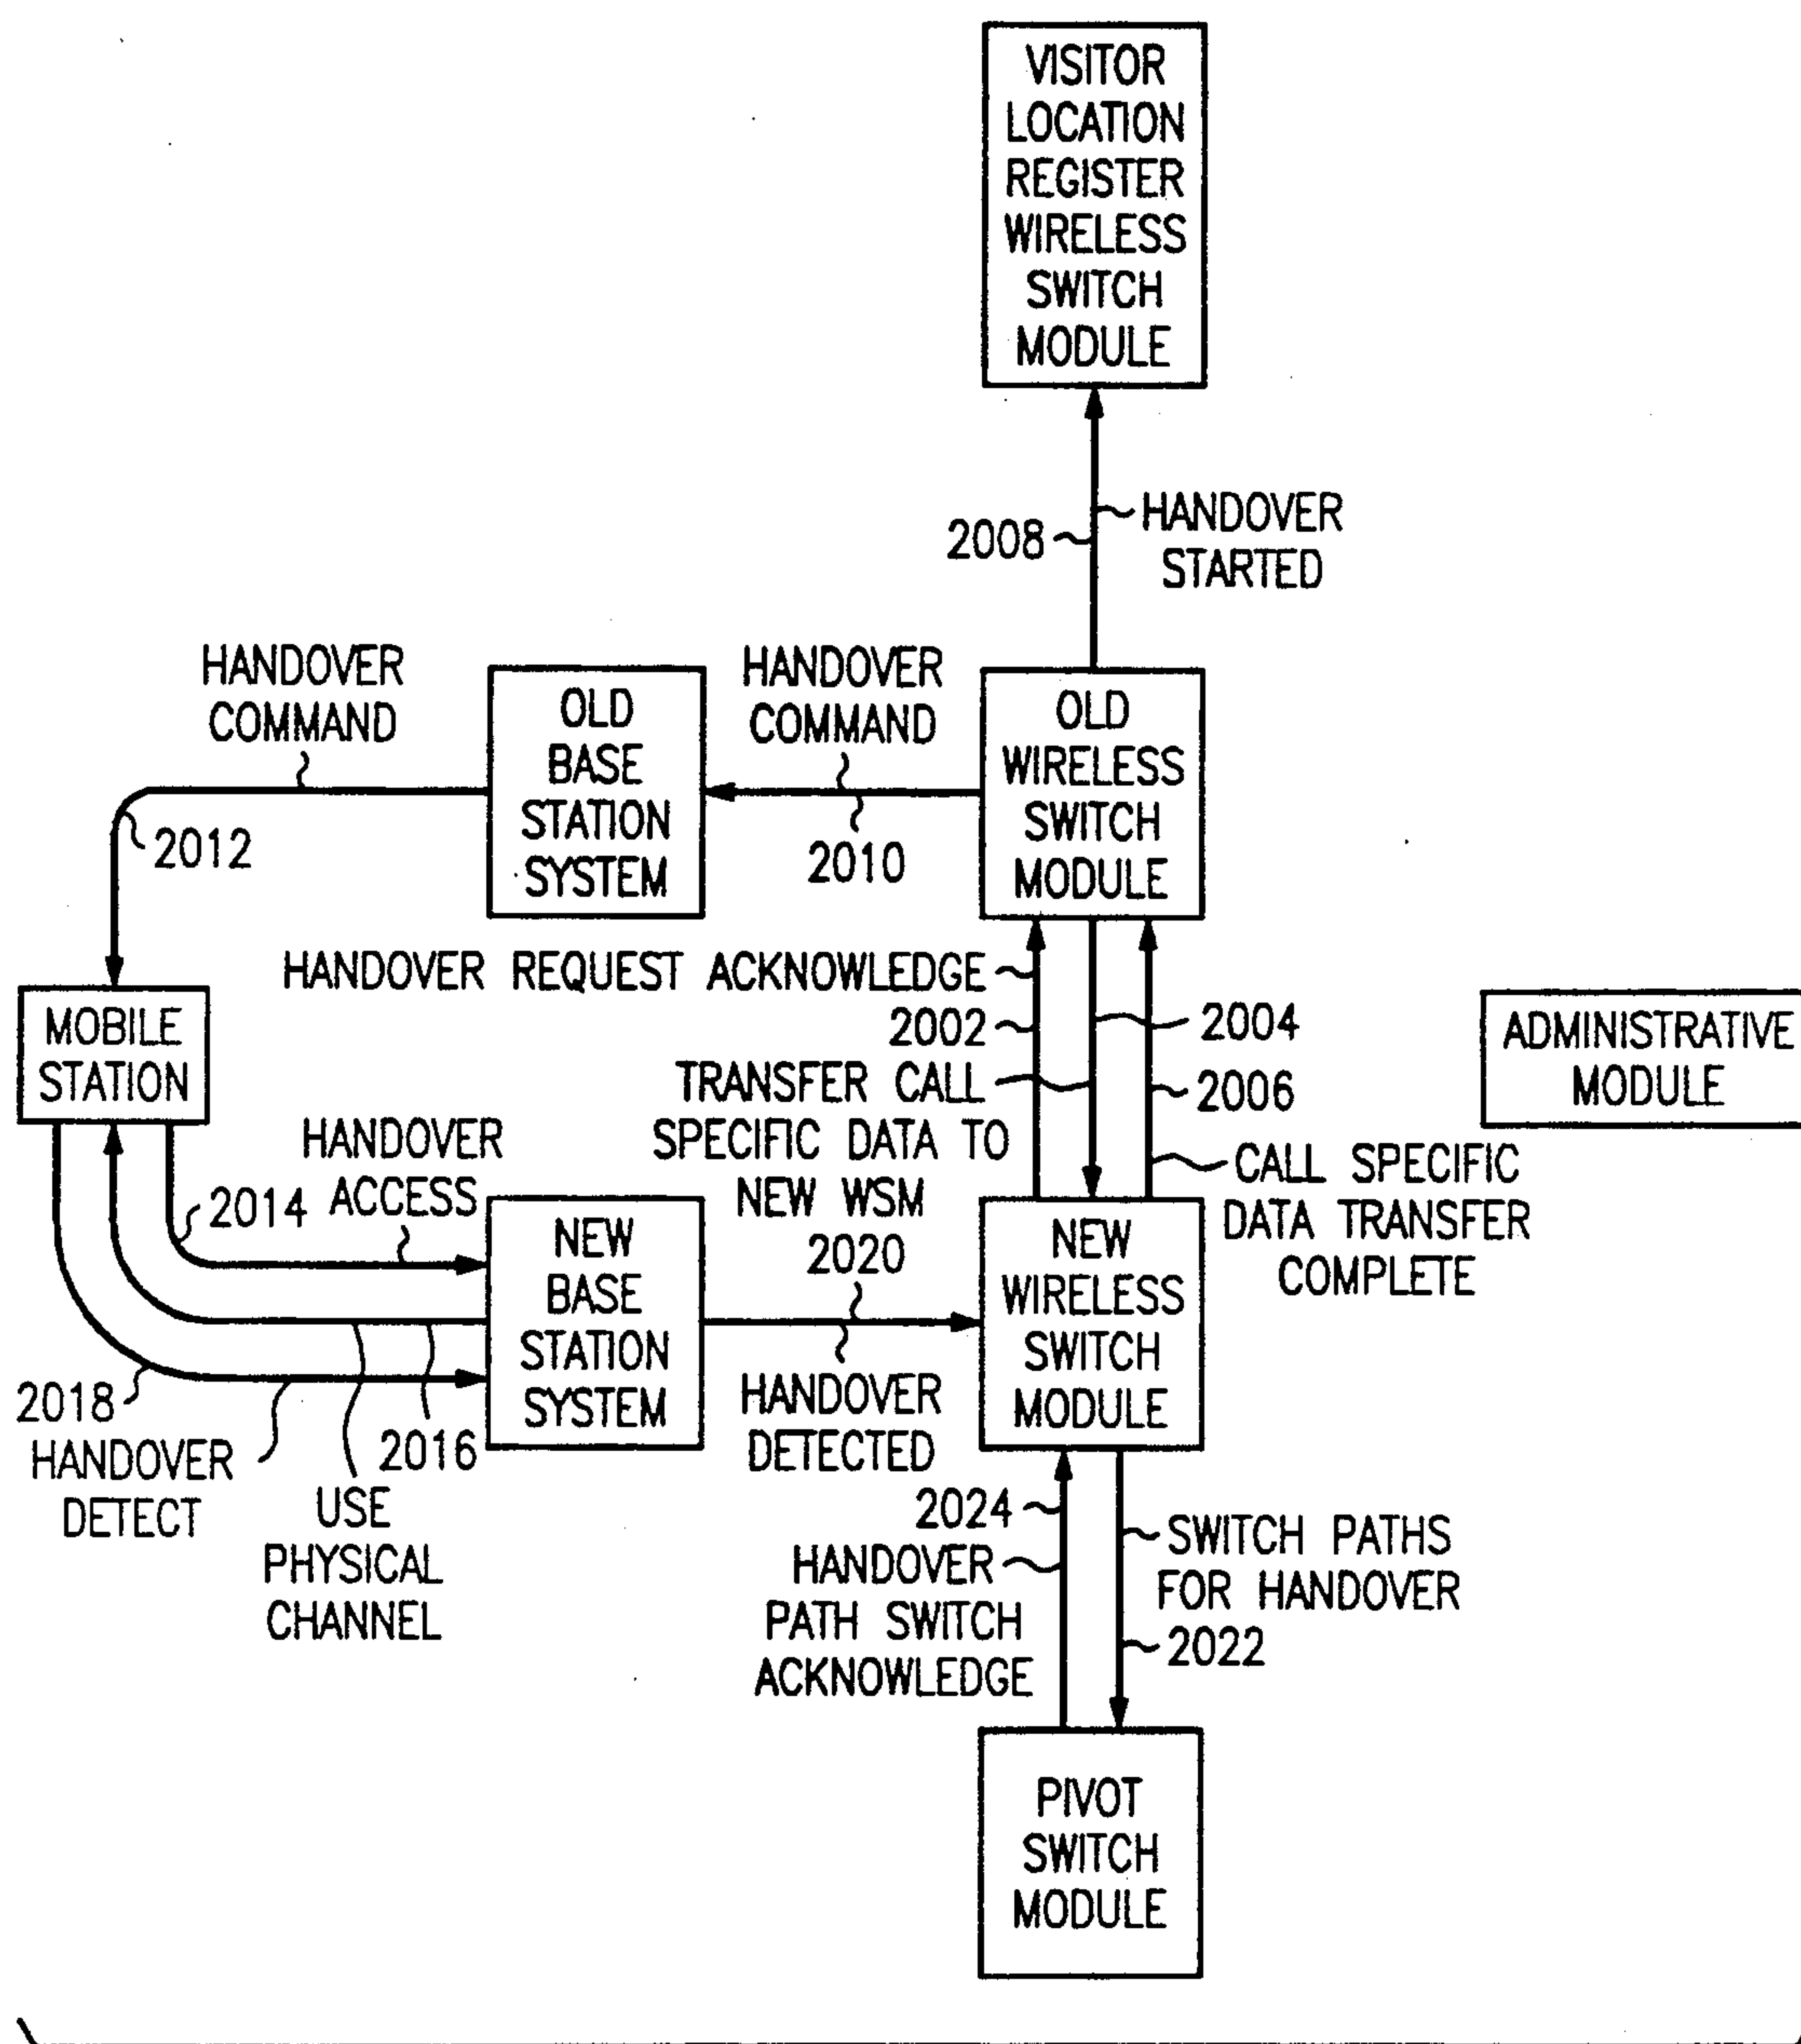 VISITOR
LOCATION
REGISTER
WIRELESS
SWITCH
MODULE
2008
HANDOVER
STARTED
HANDOVER
COMMAND
2012
OLD
BASE
STATION
SYSTEM
HANDOVER
COMMAND
2010
OLD
WIRELESS
SWITCH
MODULE
HANDOVER REQUEST ACKNOWLEDGE
2002
2004
TRANSFER CALL
SPECIFIC DATA TO
NEW WSM
2006
CALL SPECIFIC
DATA TRANSFER
COMPLETE
ADMINISTRATIVE
MODULE
MOBILE
STATION
HANDOVER
ACCESS
2014
2018
HANDOVER
DETECT
2016
USE
PHYSICAL
CHANNEL
NEW
BASE
STATION
SYSTEM
2020
HANDOVER
DETECTED
NEW
WIRELESS
SWITCH
MODULE
2024
HANDOVER
PATH SWITCH
ACKNOWLEDGE
SWITCH PATHS
FOR HANDOVER
2022
PIVOT
SWITCH
MODULE